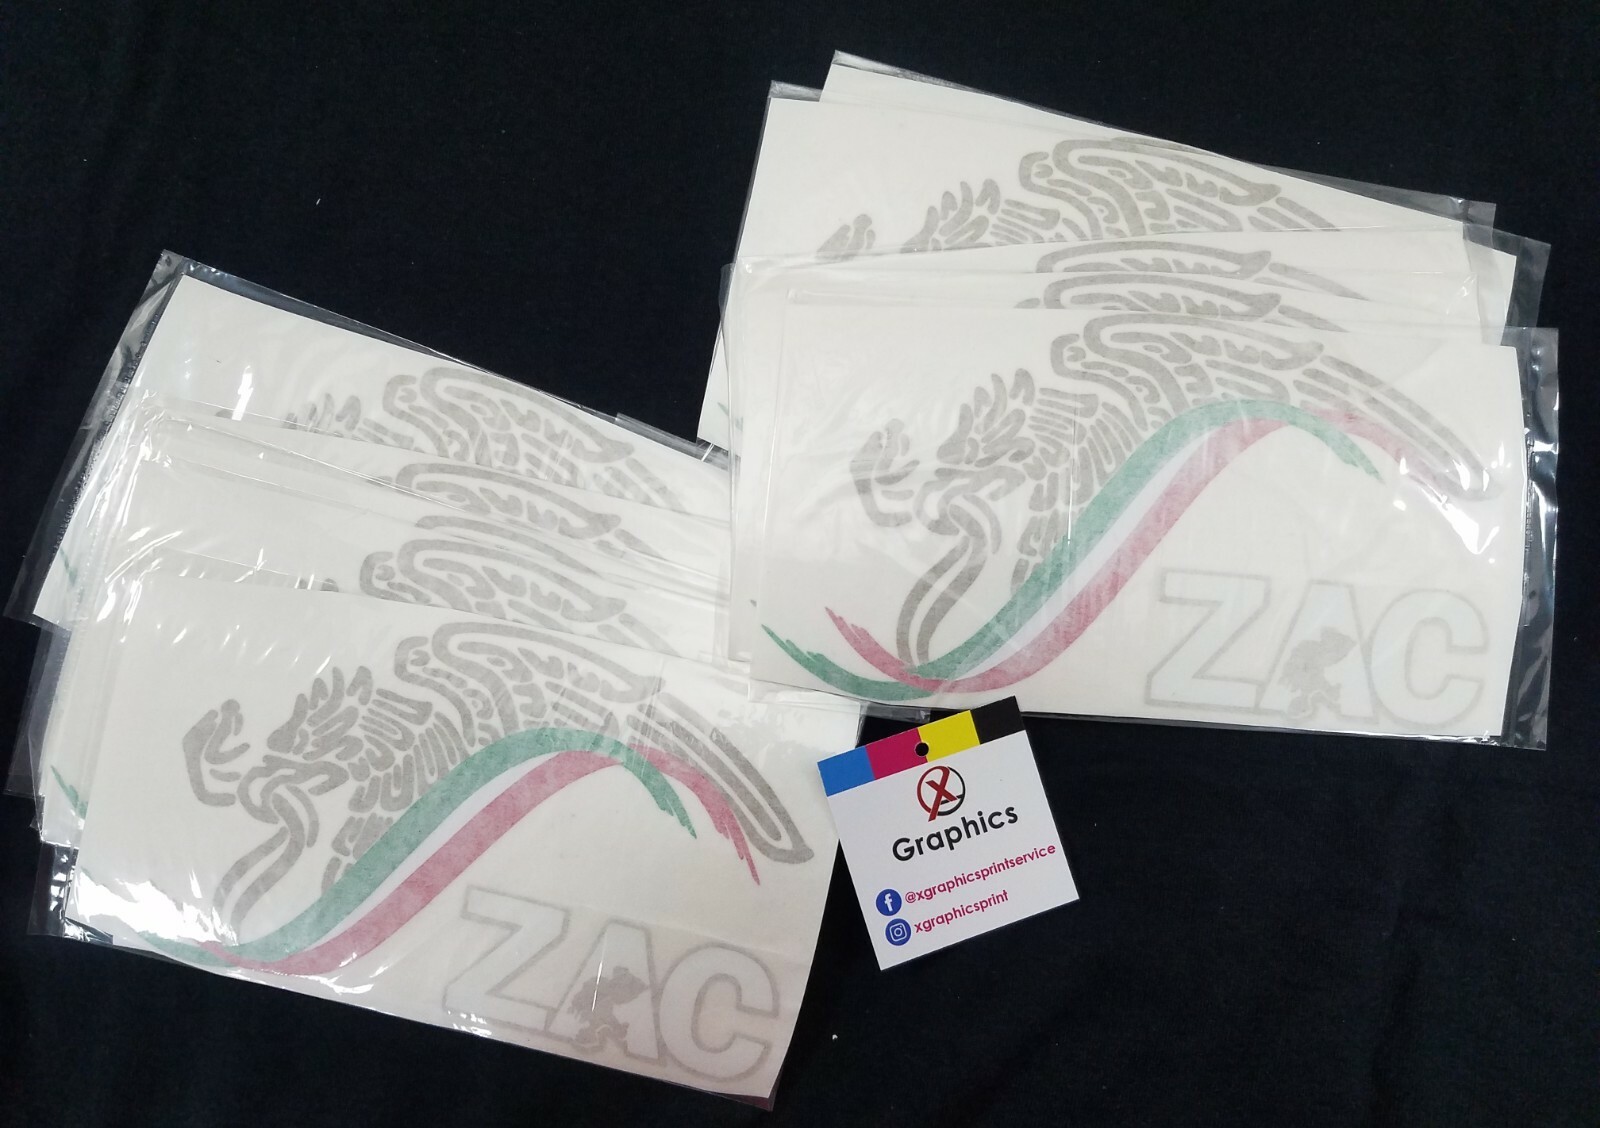 ZAC
ZAC
X
Graphics
@xgraphicsprintservice
xgraphicsprint